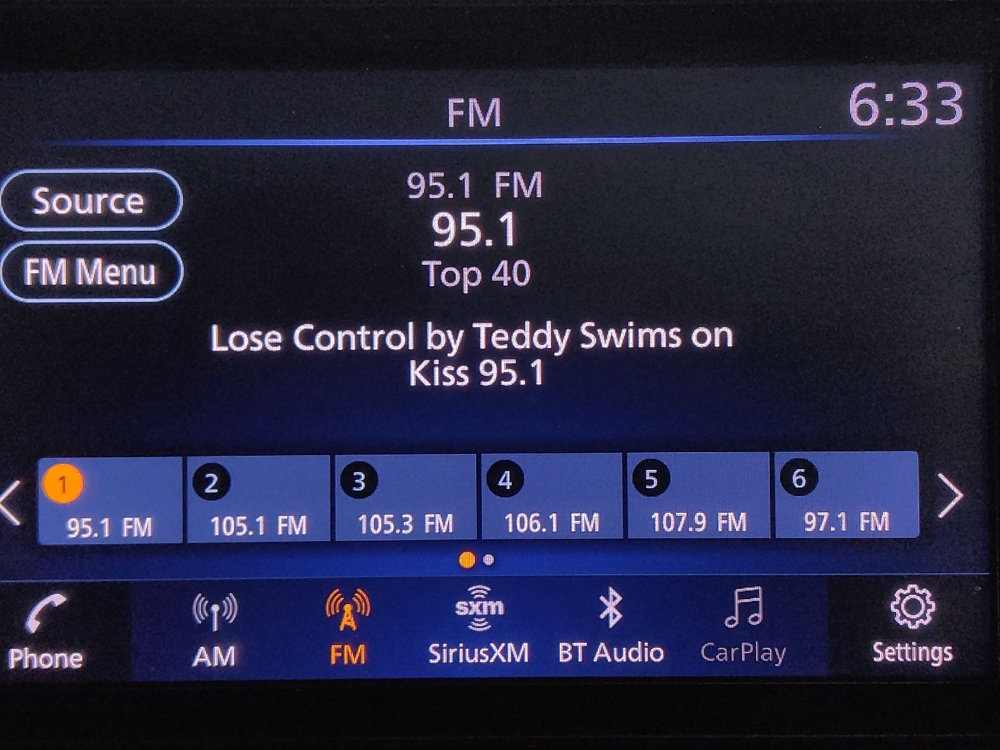 FM
6:33
Source
FM Menu
95.1 FM
95.1
Top 40
Lose Control by Teddy Swims on
Kiss 95.1
1
95.1 FM
2
105.1 FM
3
105.3 FM
4
106.1 FM
5
107.9 FM
6
97.1 FM
Phone
AM
FM
sxm
SiriusXM
BT Audio
CarPlay
Settings